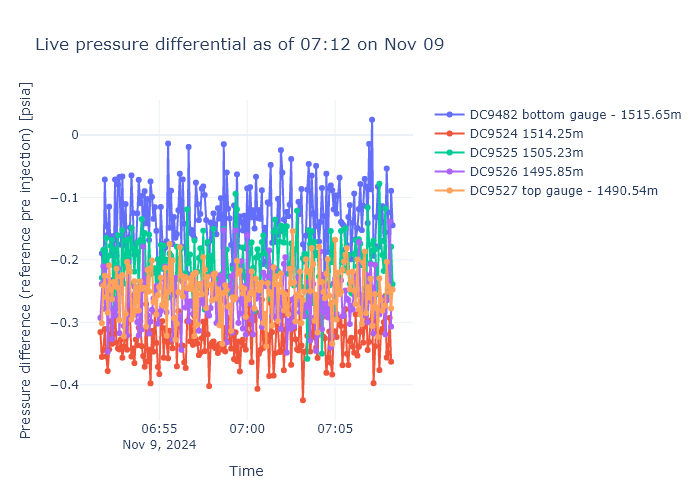 Live pressure differential as of 07:12 on Nov 09
Pressure difference (reference pre injection) [psia]
0
−0.1
−0.2
−0.3
−0.4
06:55
Nov 9, 2024
07:00
07:05
Time
DC9482 bottom gauge - 1515.65m
DC9524 1514.25m
DC9525 1505.23m
DC9526 1495.85m
DC9527 top gauge - 1490.54m